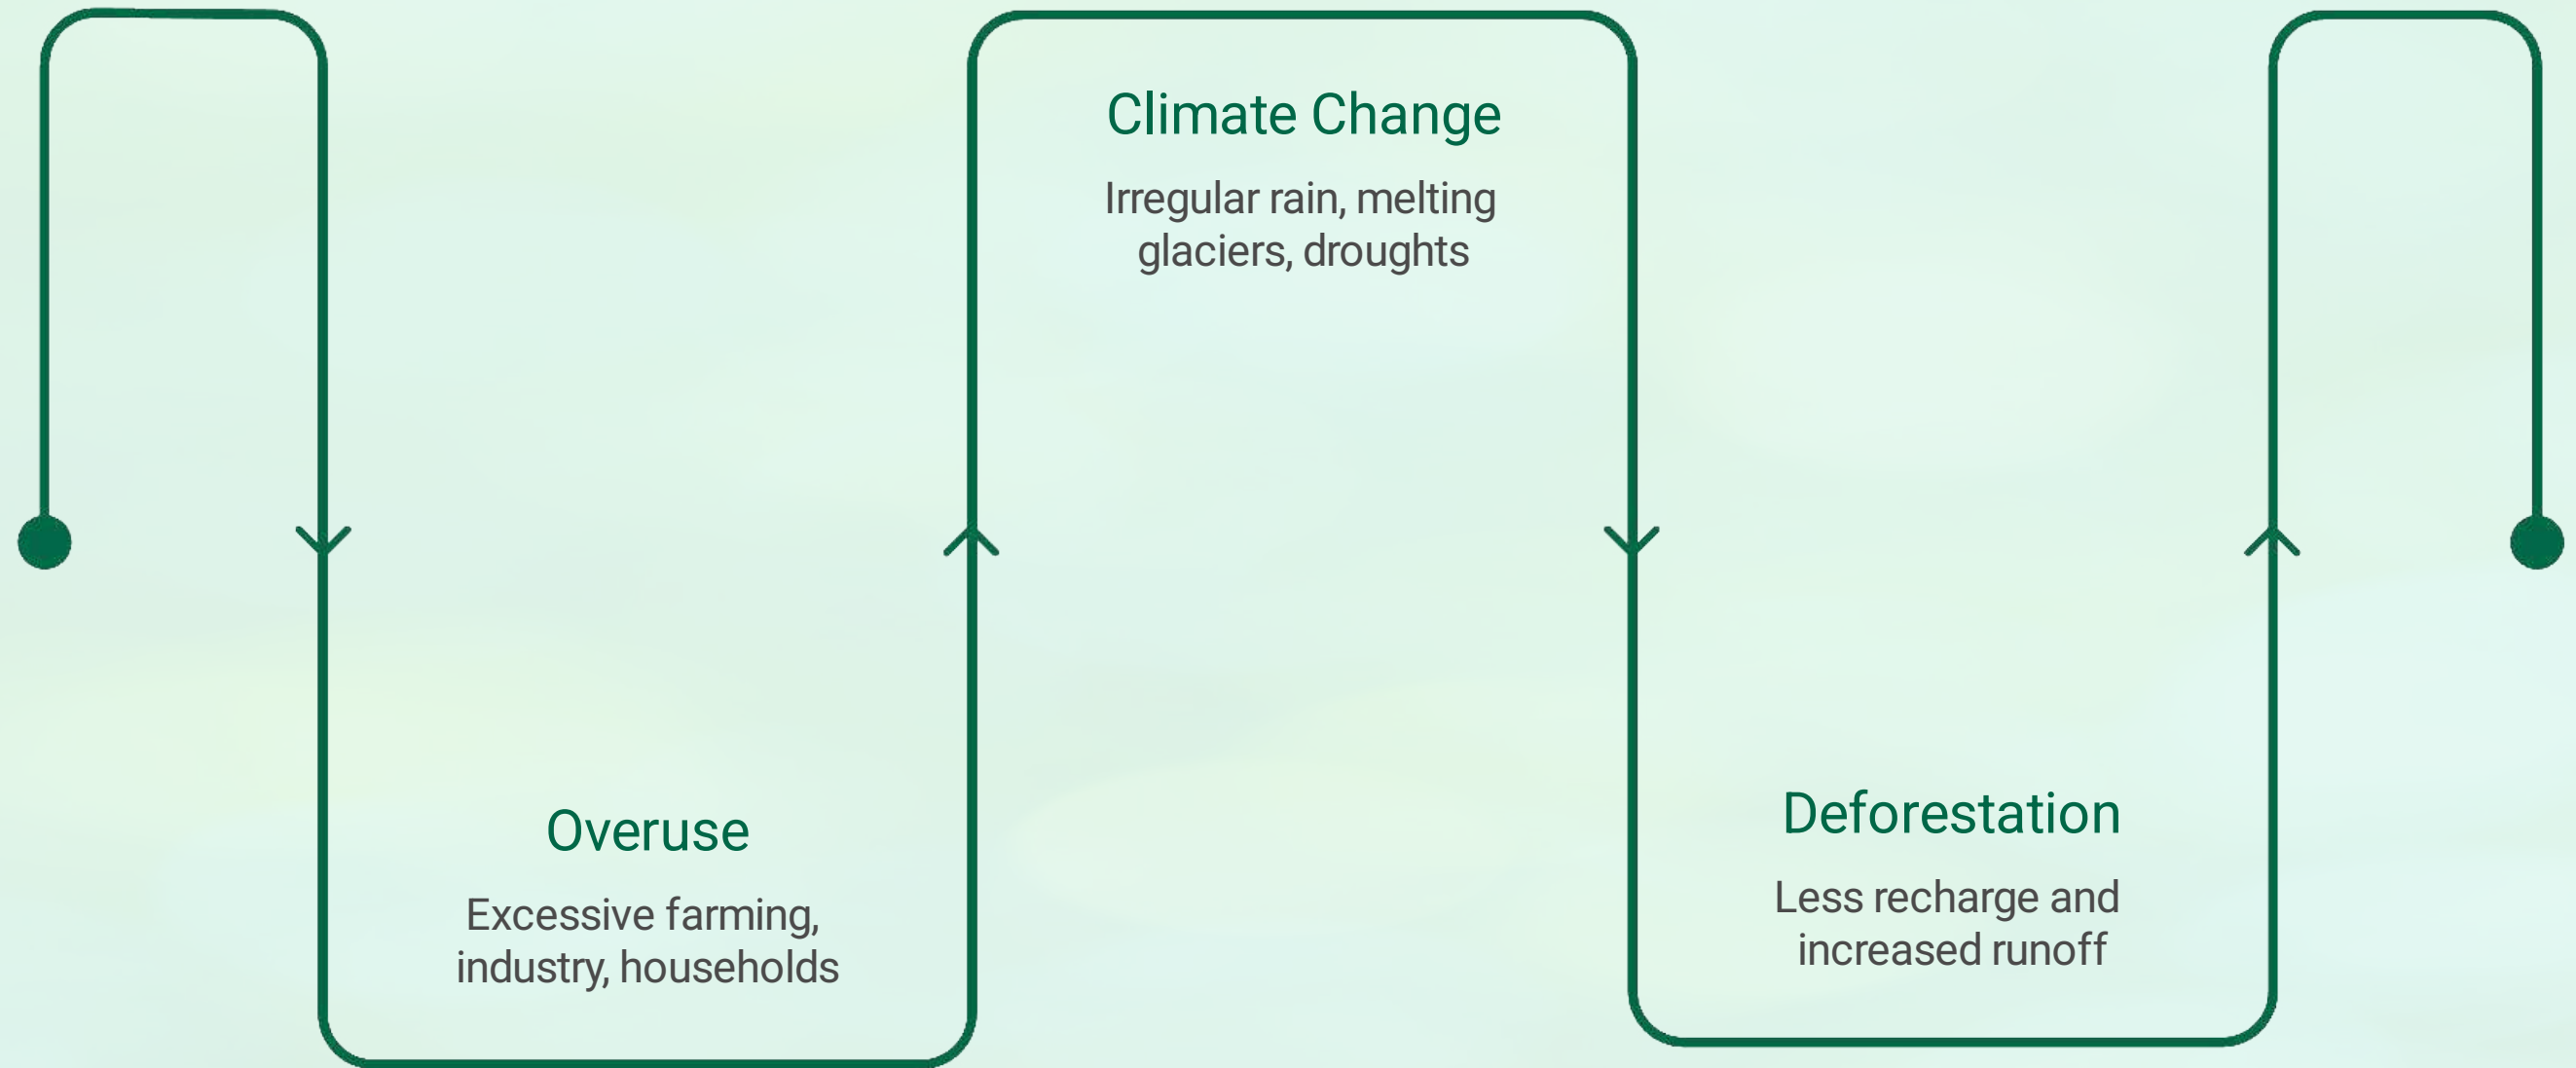 Overuse
Excessive farming,
industry, households
Climate Change
Irregular rain, melting
glaciers, droughts
Deforestation
Less recharge and
increased runoff